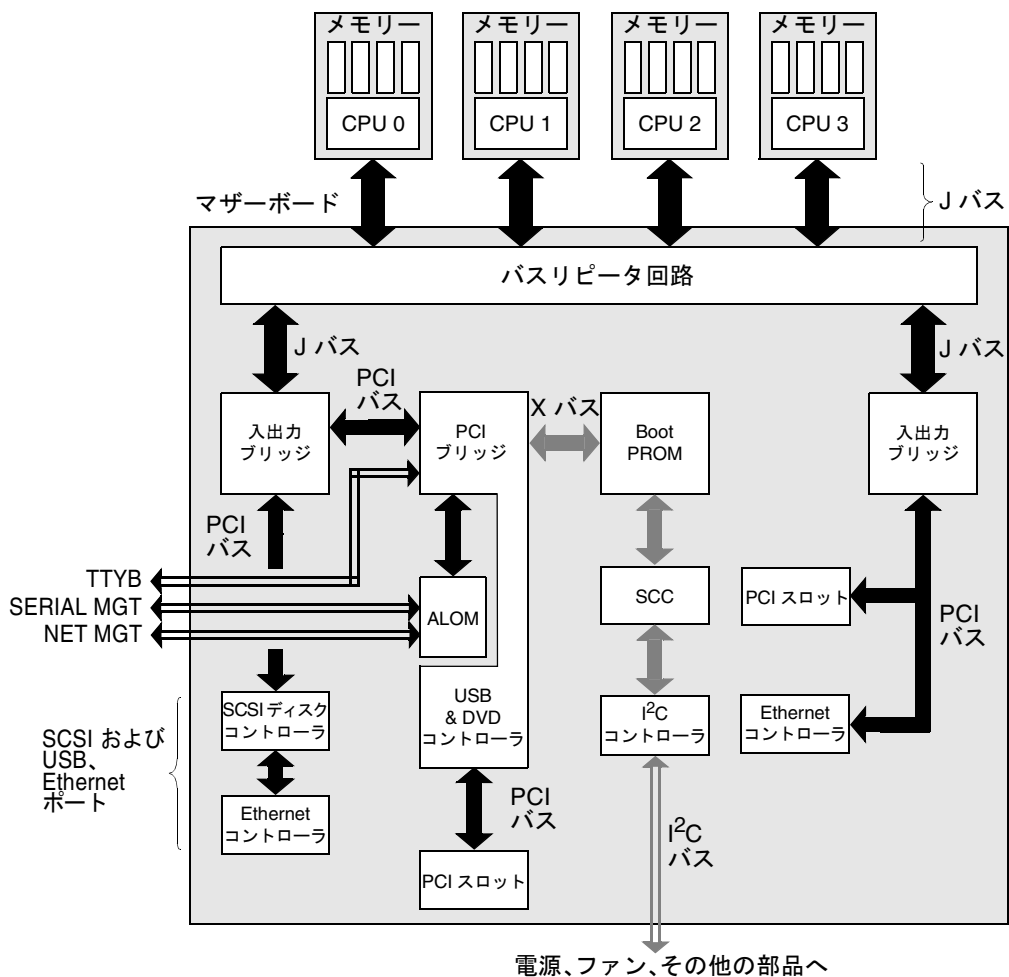 メモリー
メモリー
メモリー
メモリー
CPU 0
CPU 1
CPU 2
CPU 3
マザーボード
J バス
バスリピータ回路
J バス
J バス
PCI
バス
X バス
入出力
ブリッジ
PCI
ブリッジ
Boot
PROM
入出力
ブリッジ
PCI
バス
TTYB
SERIAL MGT
NET MGT
ALOM
SCC
PCI スロット
PCI
バス
SCSI ディスク
コントローラ
USB
& DVD
コントローラ
I²C
コントローラ
Ethernet
コントローラ
SCSI および
USB、
Ethernet
ポート
Ethernet
コントローラ
PCI
バス
I²C
バス
PCI スロット
電源、ファン、その他の部品へ